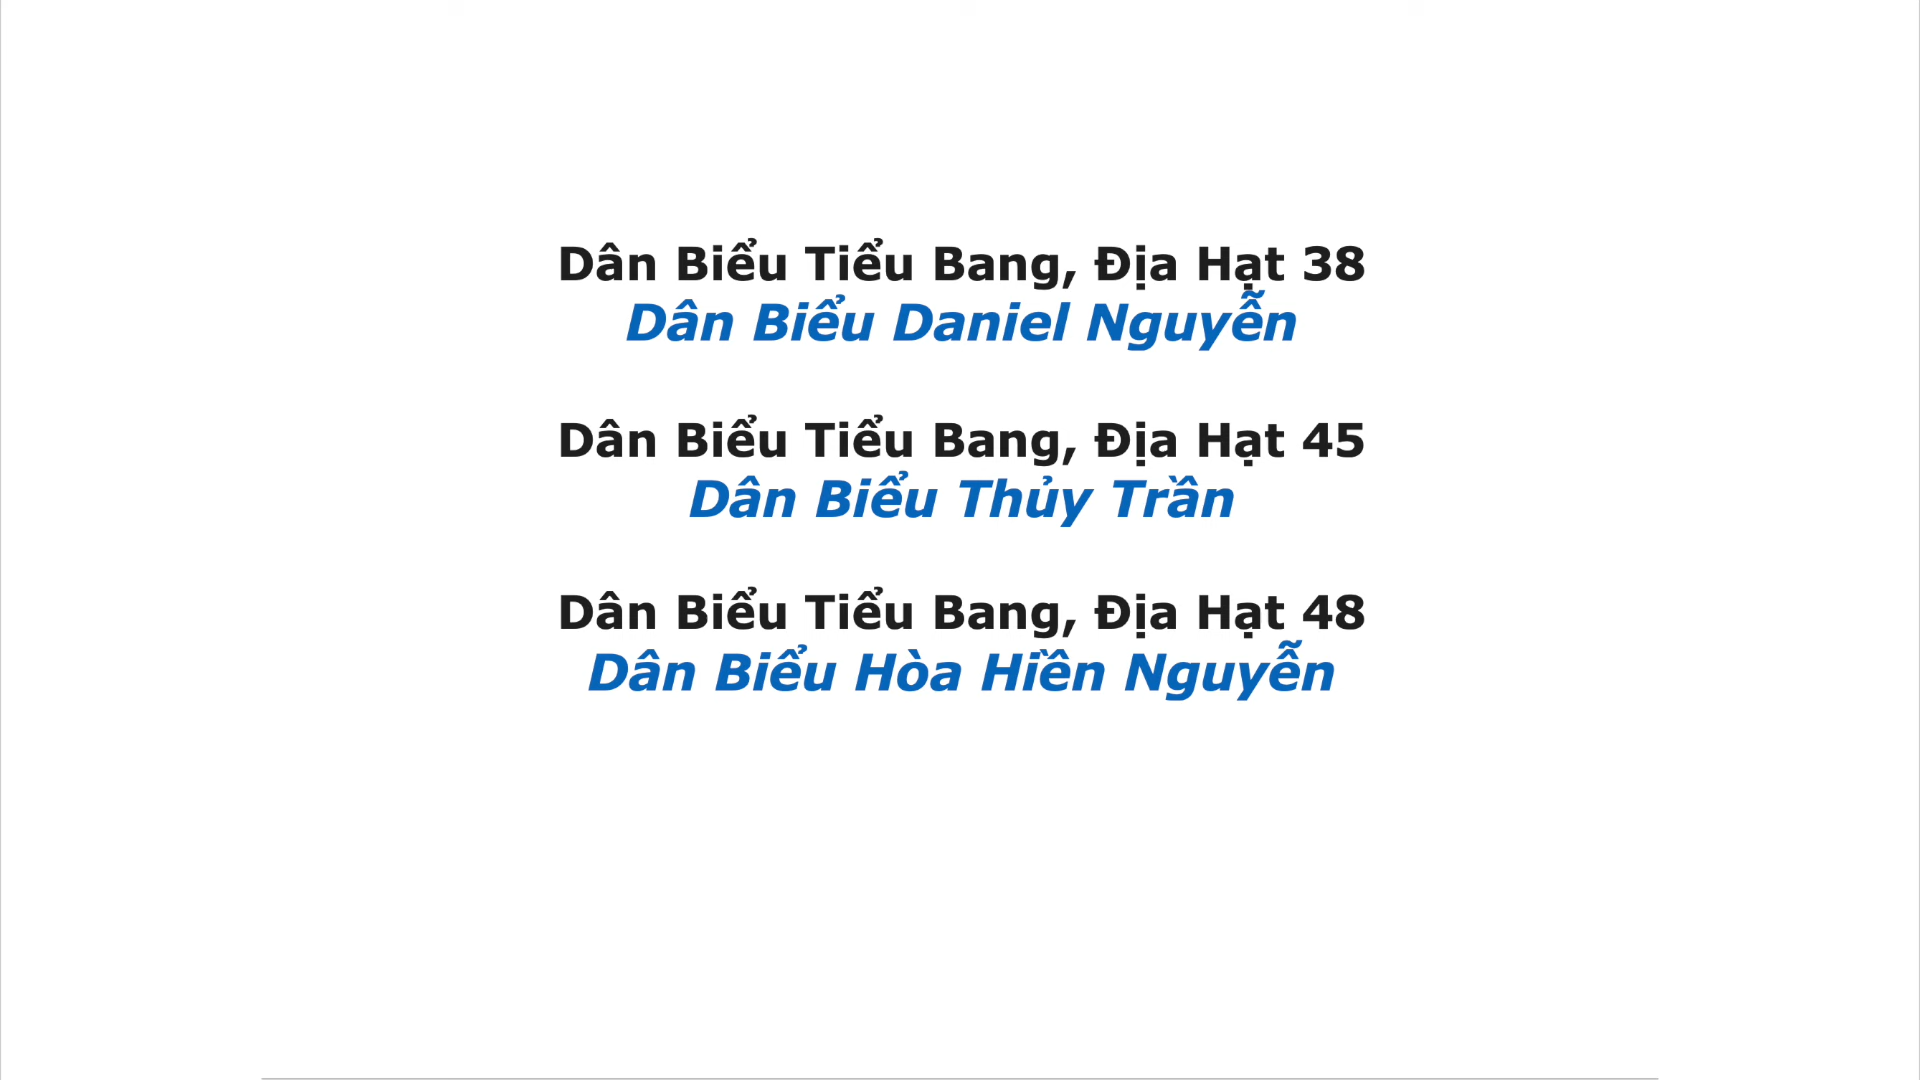 Dân Biểu Tiểu Bang, Địa Hạt 38
Dân Biểu Daniel Nguyễn
Dân Biểu Tiểu Bang, Địa Hạt 45
Dân Biểu Thủy Trần
Dân Biểu Tiểu Bang, Địa Hạt 48
Dân Biểu Hòa Hiền Nguyễn